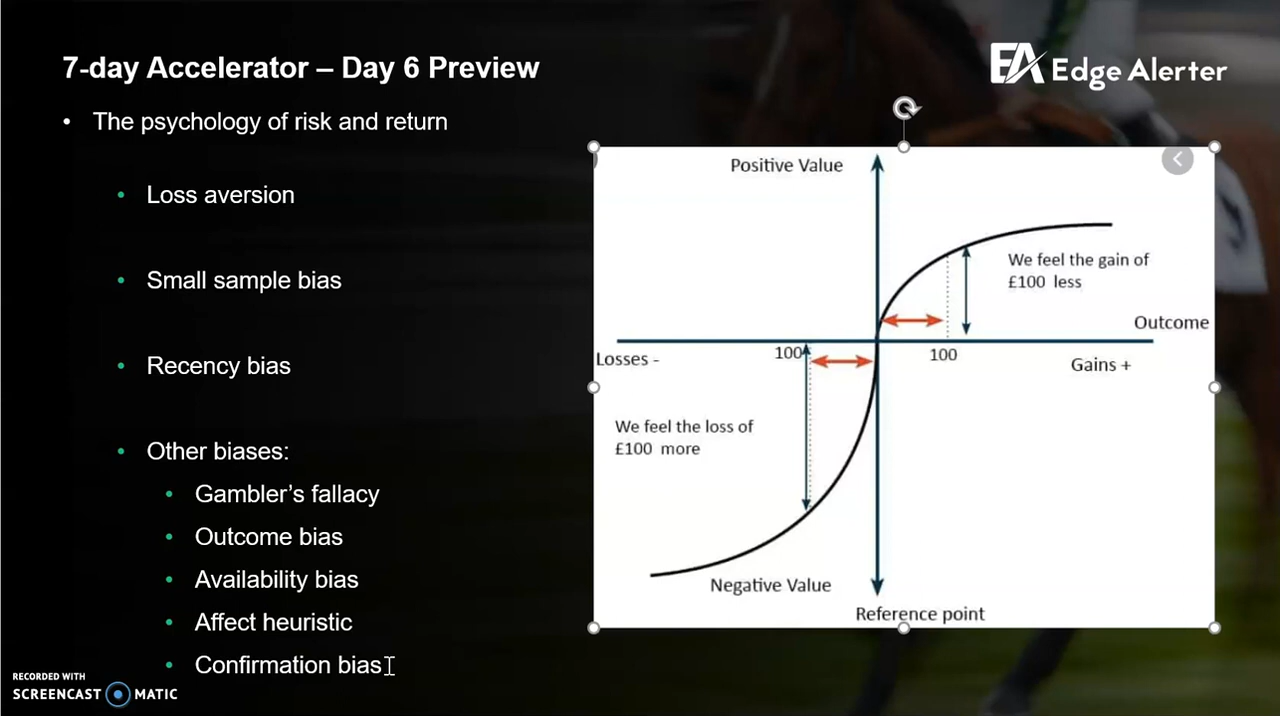 7-day Accelerator – Day 6 Preview
EA Edge Alerter
• The psychology of risk and return
• Loss aversion
• Small sample bias
• Recency bias
• Other biases:
• Gambler’s fallacy
• Outcome bias
• Availability bias
• Affect heuristic
• Confirmation bias
Positive Value
We feel the gain of
£100 less
Outcome
Losses -
100
100
Gains +
We feel the loss of
£100 more
Negative Value
Reference point
RECORDED WITH
SCREENCAST MATIC